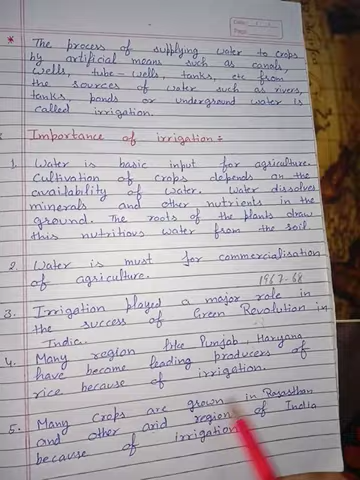 Date: / /
* The process of supplying water to crops
by artificial means such as canals
wells, tube-wells, tanks, etc from
the sources of water such as rivers,
tanks, ponds or underground water is
called irrigation.
Importance of irrigation:
1. Water is basic input for agriculture.
Cultivation of crops depends on the
availability of water. Water dissolves
minerals and other nutrients in the
ground. The roots of the plants draw
this nutritious water from the soil
2. Water is must for commercialisation
of agriculture.
1967-68
3. Irrigation played a major role in
the success of Green Revolution in
India.
4. Many region like Punjab, Haryana
have become leading producers of
rice because of irrigation.
5. Many crops are grown in Rajasthan
and other arid region of India
because of irrigation